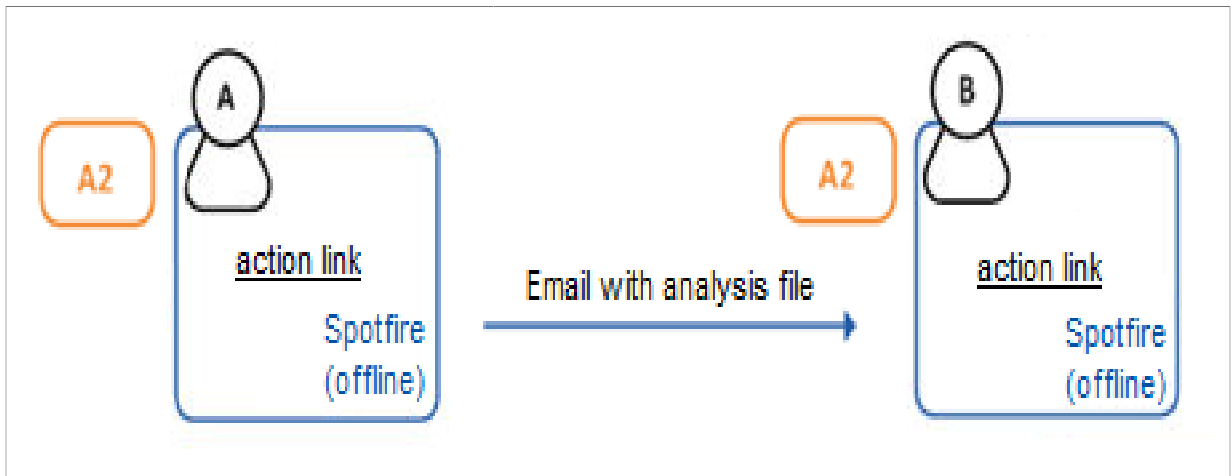 A
A2
action link
Spotfire
(offline)
Email with analysis file
B
A2
action link
Spotfire
(offline)